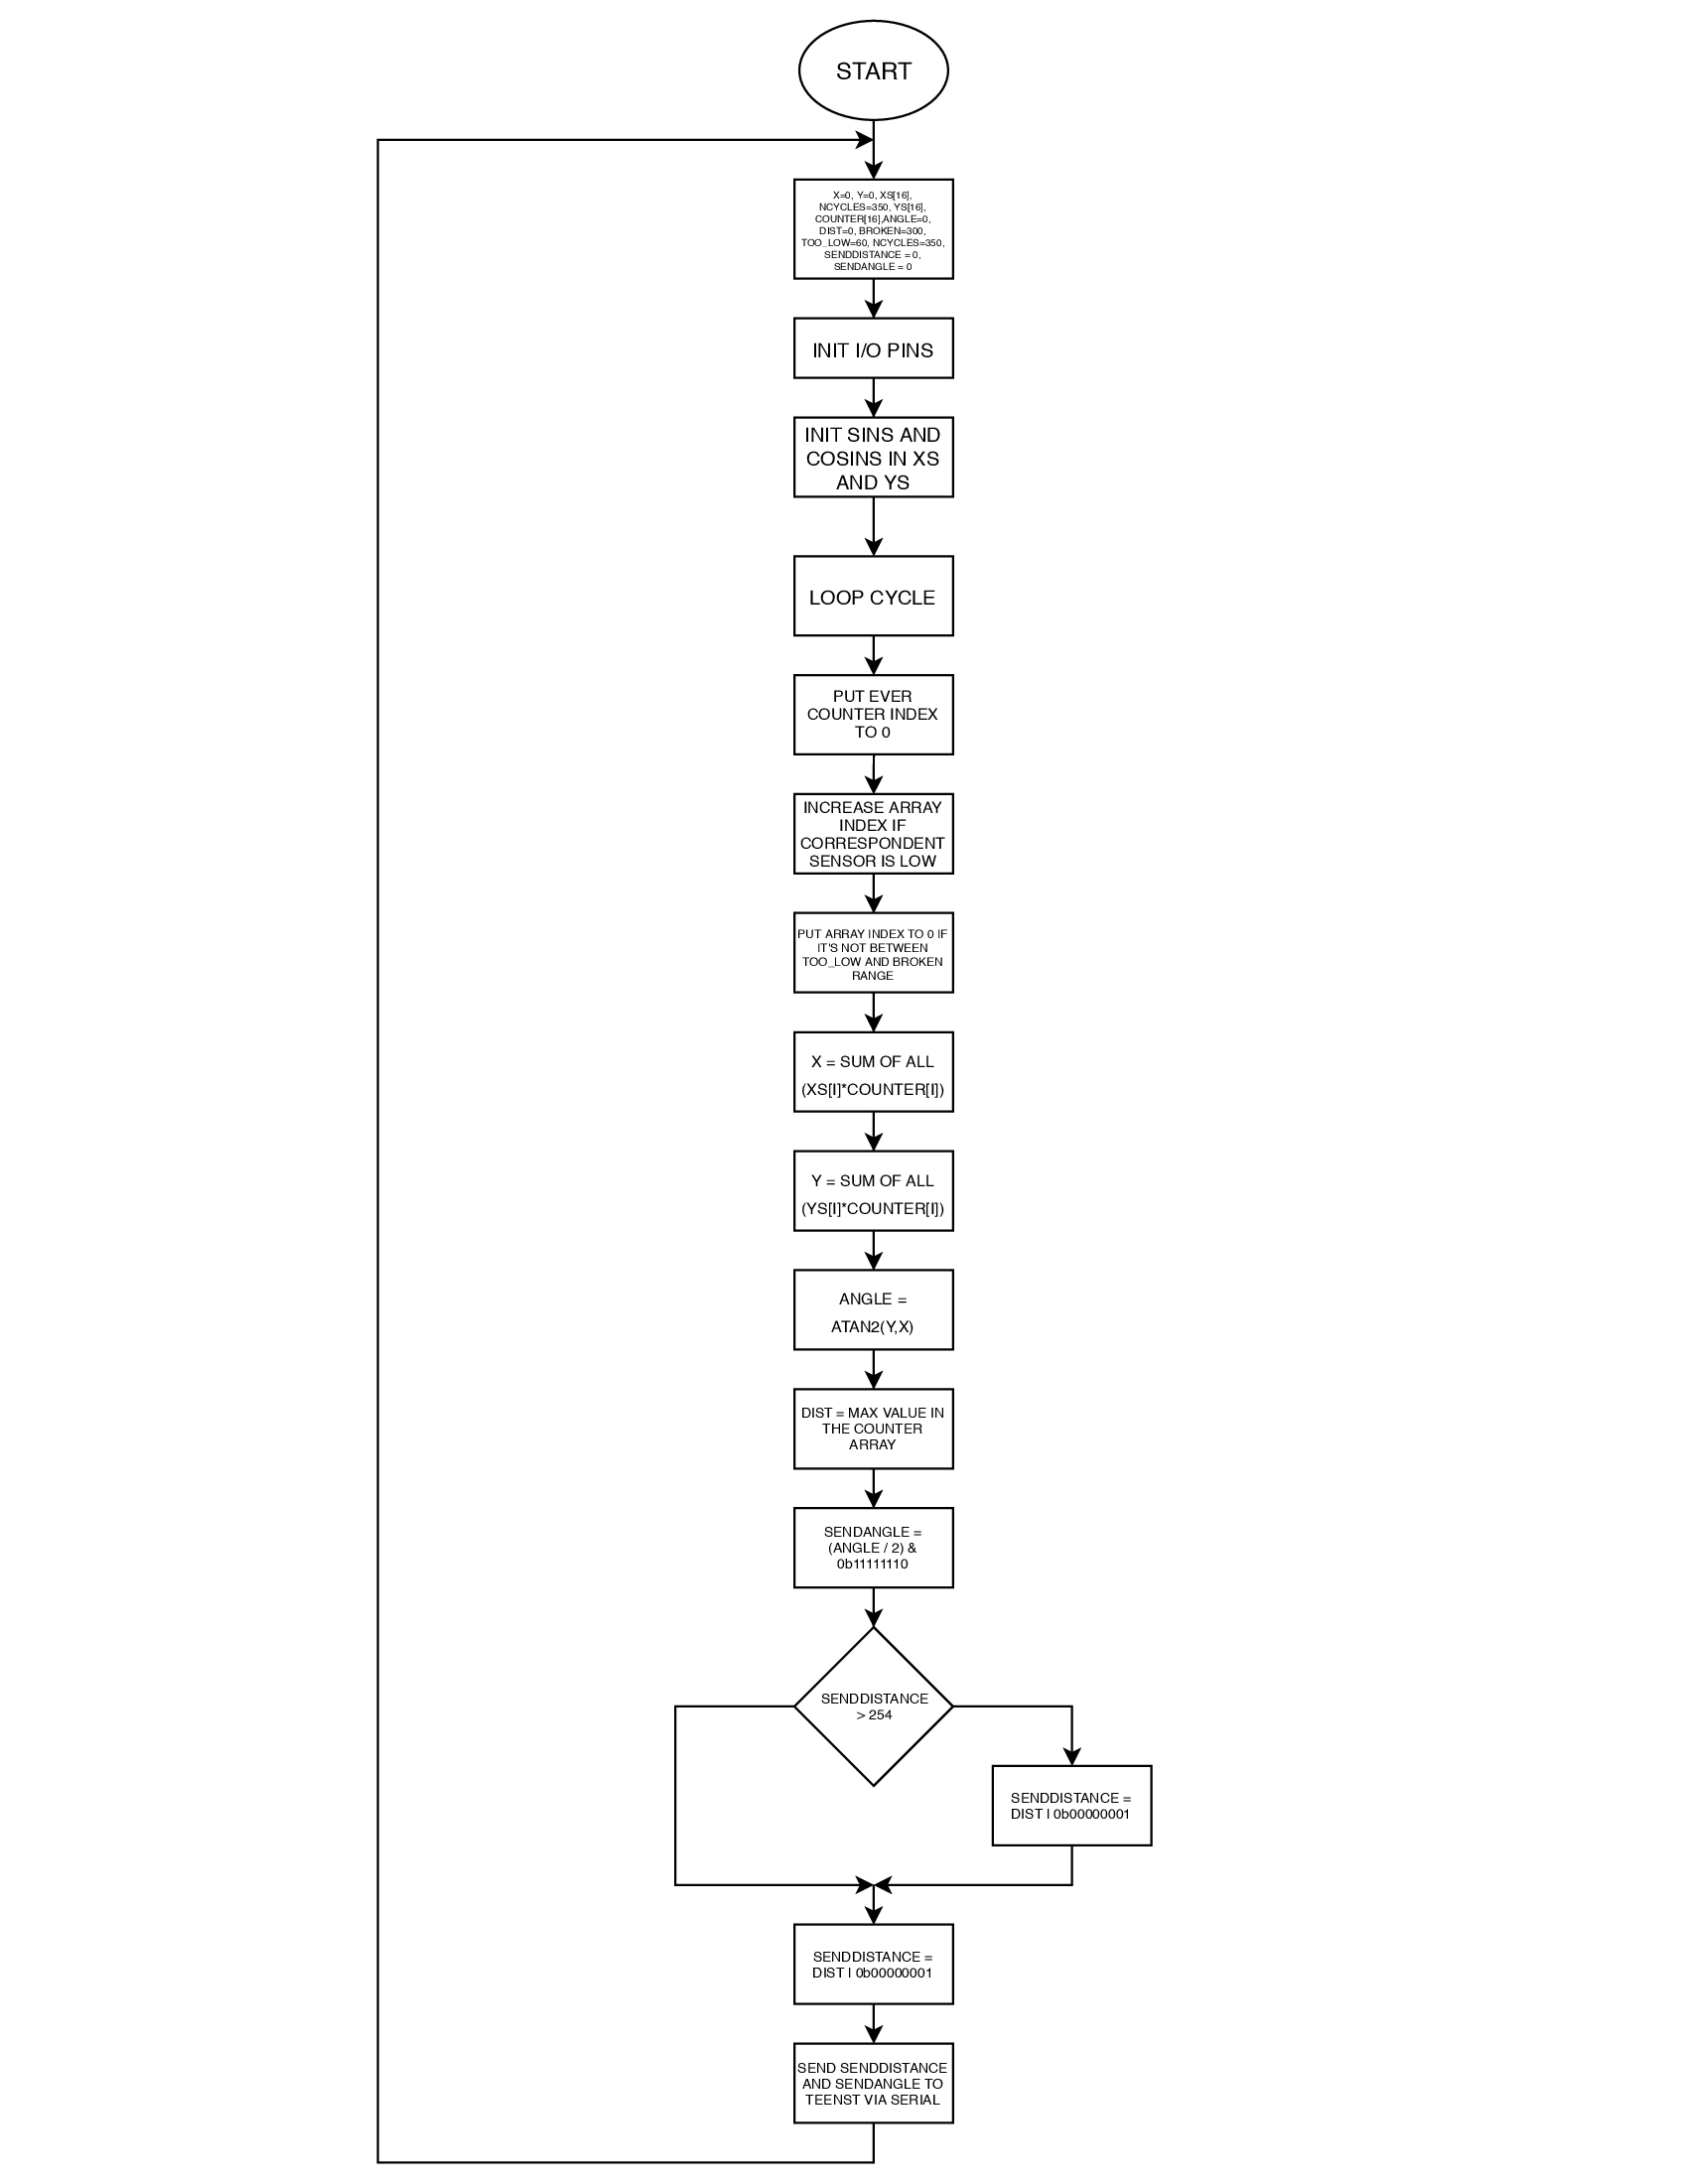 START
X=0, Y=0, XS[16],
NCYCLES=350, YS[16],
COUNTER[16],ANGLE=0,
DIST=0, BROKEN=300,
TOO_LOW=60, NCYCLES=350,
SENDDISTANCE = 0,
SENDANGLE = 0
INIT I/O PINS
INIT SINS AND
COSINS IN XS
AND YS
LOOP CYCLE
PUT EVER
COUNTER INDEX
TO 0
INCREASE ARRAY
INDEX IF
CORRESPONDENT
SENSOR IS LOW
PUT ARRAY INDEX TO 0 IF
IT'S NOT BETWEEN
TOO_LOW AND BROKEN
RANGE
X = SUM OF ALL
(XS[I]*COUNTER[I])
Y = SUM OF ALL
(YS[I]*COUNTER[I])
ANGLE =
ATAN2(Y,X)
DIST = MAX VALUE IN
THE COUNTER
ARRAY
SENDANGLE =
(ANGLE / 2) &
0b11111110
SENDDISTANCE
> 254
SENDDISTANCE =
DIST | 0b00000001
SENDDISTANCE =
DIST | 0b00000001
SEND SENDDISTANCE
AND SENDANGLE TO
TEENST VIA SERIAL